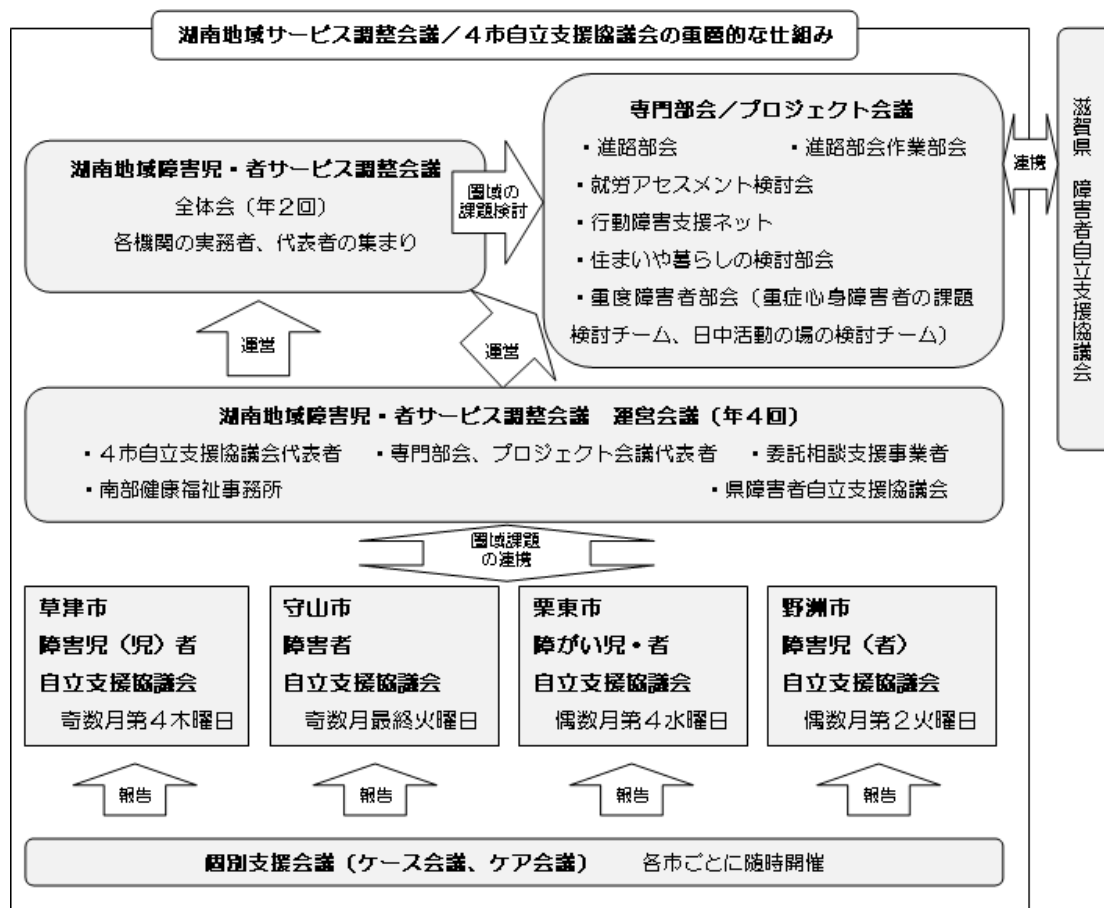 湖南地域サービス調整会議／４市自立支援協議会の重層的な仕組み
専門部会／プロジェクト会議
・進路部会 ・進路部会作業部会
・就労アセスメント検討会
・行動障害支援ネット
・住まいや暮らしの検討部会
・重度障害者部会（重症心身障害者の課題
検討チーム、日中活動の場の検討チーム）
湖南地域障害児・者サービス調整会議
全体会（年２回）
各機関の実務者、代表者の集まり
圏域の
課題検討
連携
滋賀県　障害者自立支援協議会
運営
運営
湖南地域障害児・者サービス調整会議　運営会議（年４回）
・４市自立支援協議会代表者 ・専門部会、プロジェクト会議代表者 ・委託相談支援事業者
・南部健康福祉事務所 ・県障害者自立支援協議会
圏域課題
の連携
草津市
障害児（児）者
自立支援協議会
奇数月第４木曜日
守山市
障害者
自立支援協議会
奇数月最終火曜日
栗東市
障がい児・者
自立支援協議会
偶数月第４水曜日
野洲市
障害児（者）
自立支援協議会
偶数月第２火曜日
報告
報告
報告
報告
個別支援会議（ケース会議、ケア会議）　各市ごとに随時開催